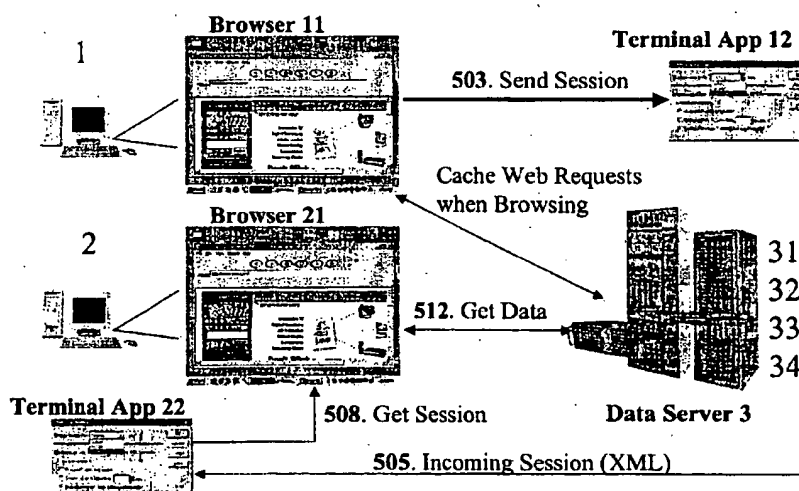 Browser 11
1
Terminal App 12
503. Send Session
Cache Web Requests
when Browsing
Browser 21
2
31
32
512. Get Data
33
34
Terminal App 22
508. Get Session
Data Server 3
505. Incoming Session (XML)